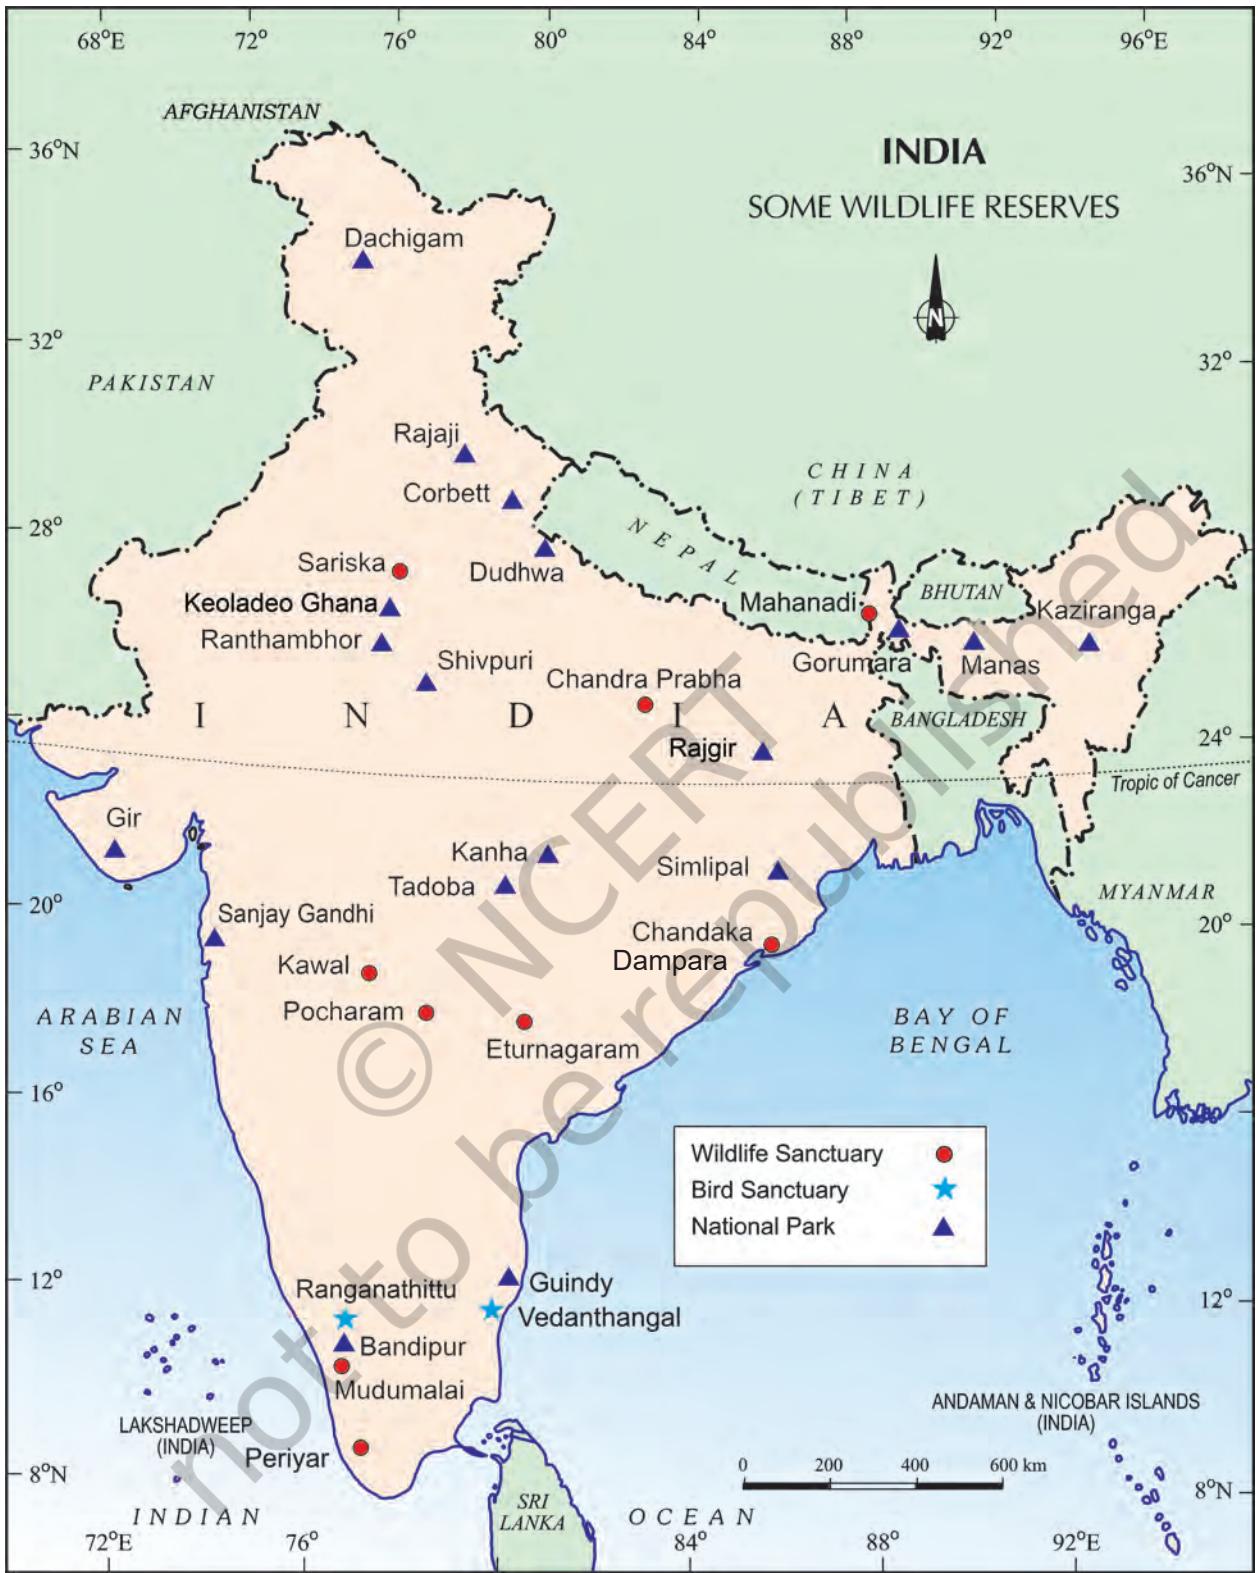 68°E 72° 76° 80° 84° 88° 92° 96°E
AFGHANISTAN
36°N
INDIA
36°N
SOME WILDLIFE RESERVES
Dachigam
N
32°
32°
PAKISTAN
Rajaji
CHINA
(TIBET)
Corbett
28°
NEPAL
Sariska
Dudhwa
BHUTAN
Keoladeo Ghana
Mahanadi
Kaziranga
Ranthambhor
Gorumara
Manas
Shivpuri
Chandra Prabha
I N D I A
BANGLADESH
24°
Rajgir
Tropic of Cancer
Gir
Kanha
Simlipal
Tadoba
MYANMAR
20°
20°
Sanjay Gandhi
Chandaka
Dampara
Kawal
Pocharam
ARABIAN
SEA
BAY OF
BENGAL
Eturnagaram
16°
Wildlife Sanctuary
Bird Sanctuary
National Park
12°
12°
Ranganathittu
Guindy
Vedanthangal
Bandipur
Mudumalai
LAKSHADWEEP
(INDIA)
ANDAMAN & NICOBAR ISLANDS
(INDIA)
Periyar
0 200 400 600 km
8°N
8°N
SRI
LANKA
INDIAN OCEAN
72°E 76° 84° 88° 92°E
© NCERT
not to be republished